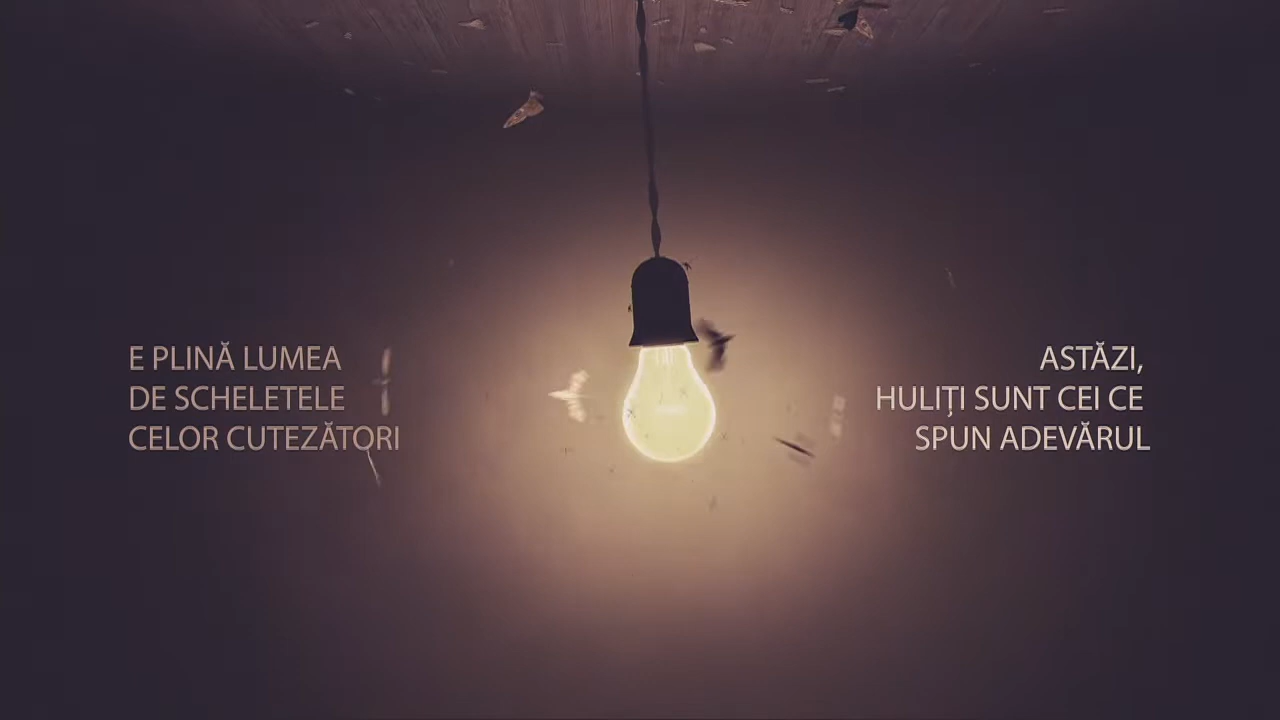 E PLINĂ LUMEA
DE SCHELETELE
CELOR CUTEZĂTORI
ASTĂZI,
HULIȚI SUNT CEI CE
SPUN ADEVĂRUL